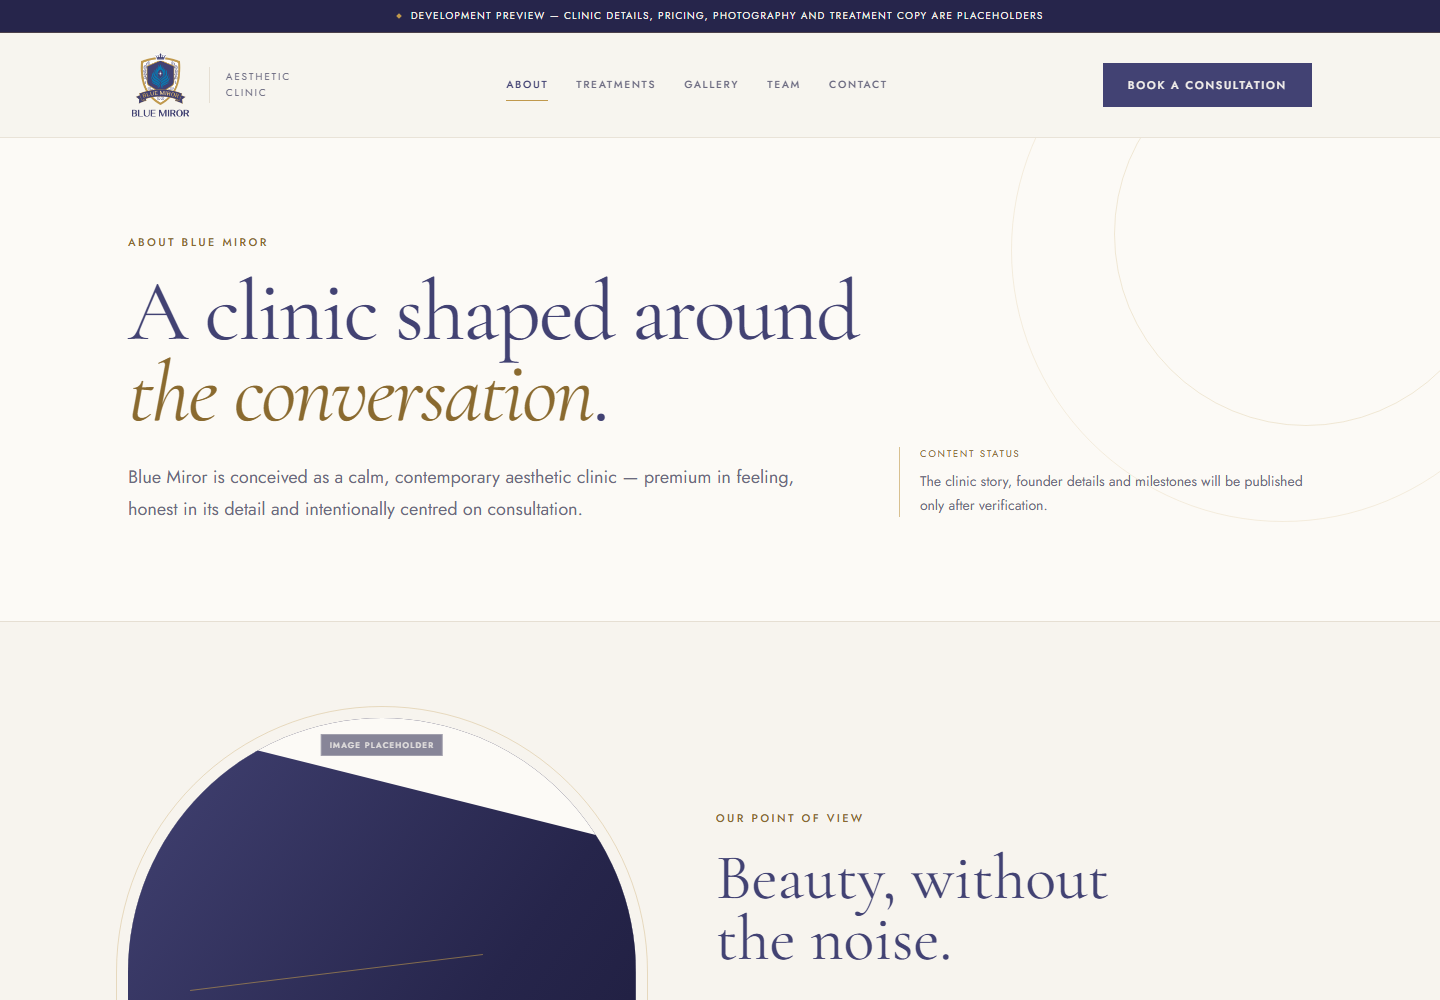 DEVELOPMENT PREVIEW — CLINIC DETAILS, PRICING, PHOTOGRAPHY AND TREATMENT COPY ARE PLACEHOLDERS
BLUE MIROR
BLUE MIROR
AESTHETIC
CLINIC
ABOUT TREATMENTS GALLERY TEAM CONTACT
BOOK A CONSULTATION
ABOUT BLUE MIROR
A clinic shaped around
the conversation.
Blue Miror is conceived as a calm, contemporary aesthetic clinic — premium in feeling,
honest in its detail and intentionally centred on consultation.
CONTENT STATUS
The clinic story, founder details and milestones will be published
only after verification.
IMAGE PLACEHOLDER
OUR POINT OF VIEW
Beauty, without
the noise.